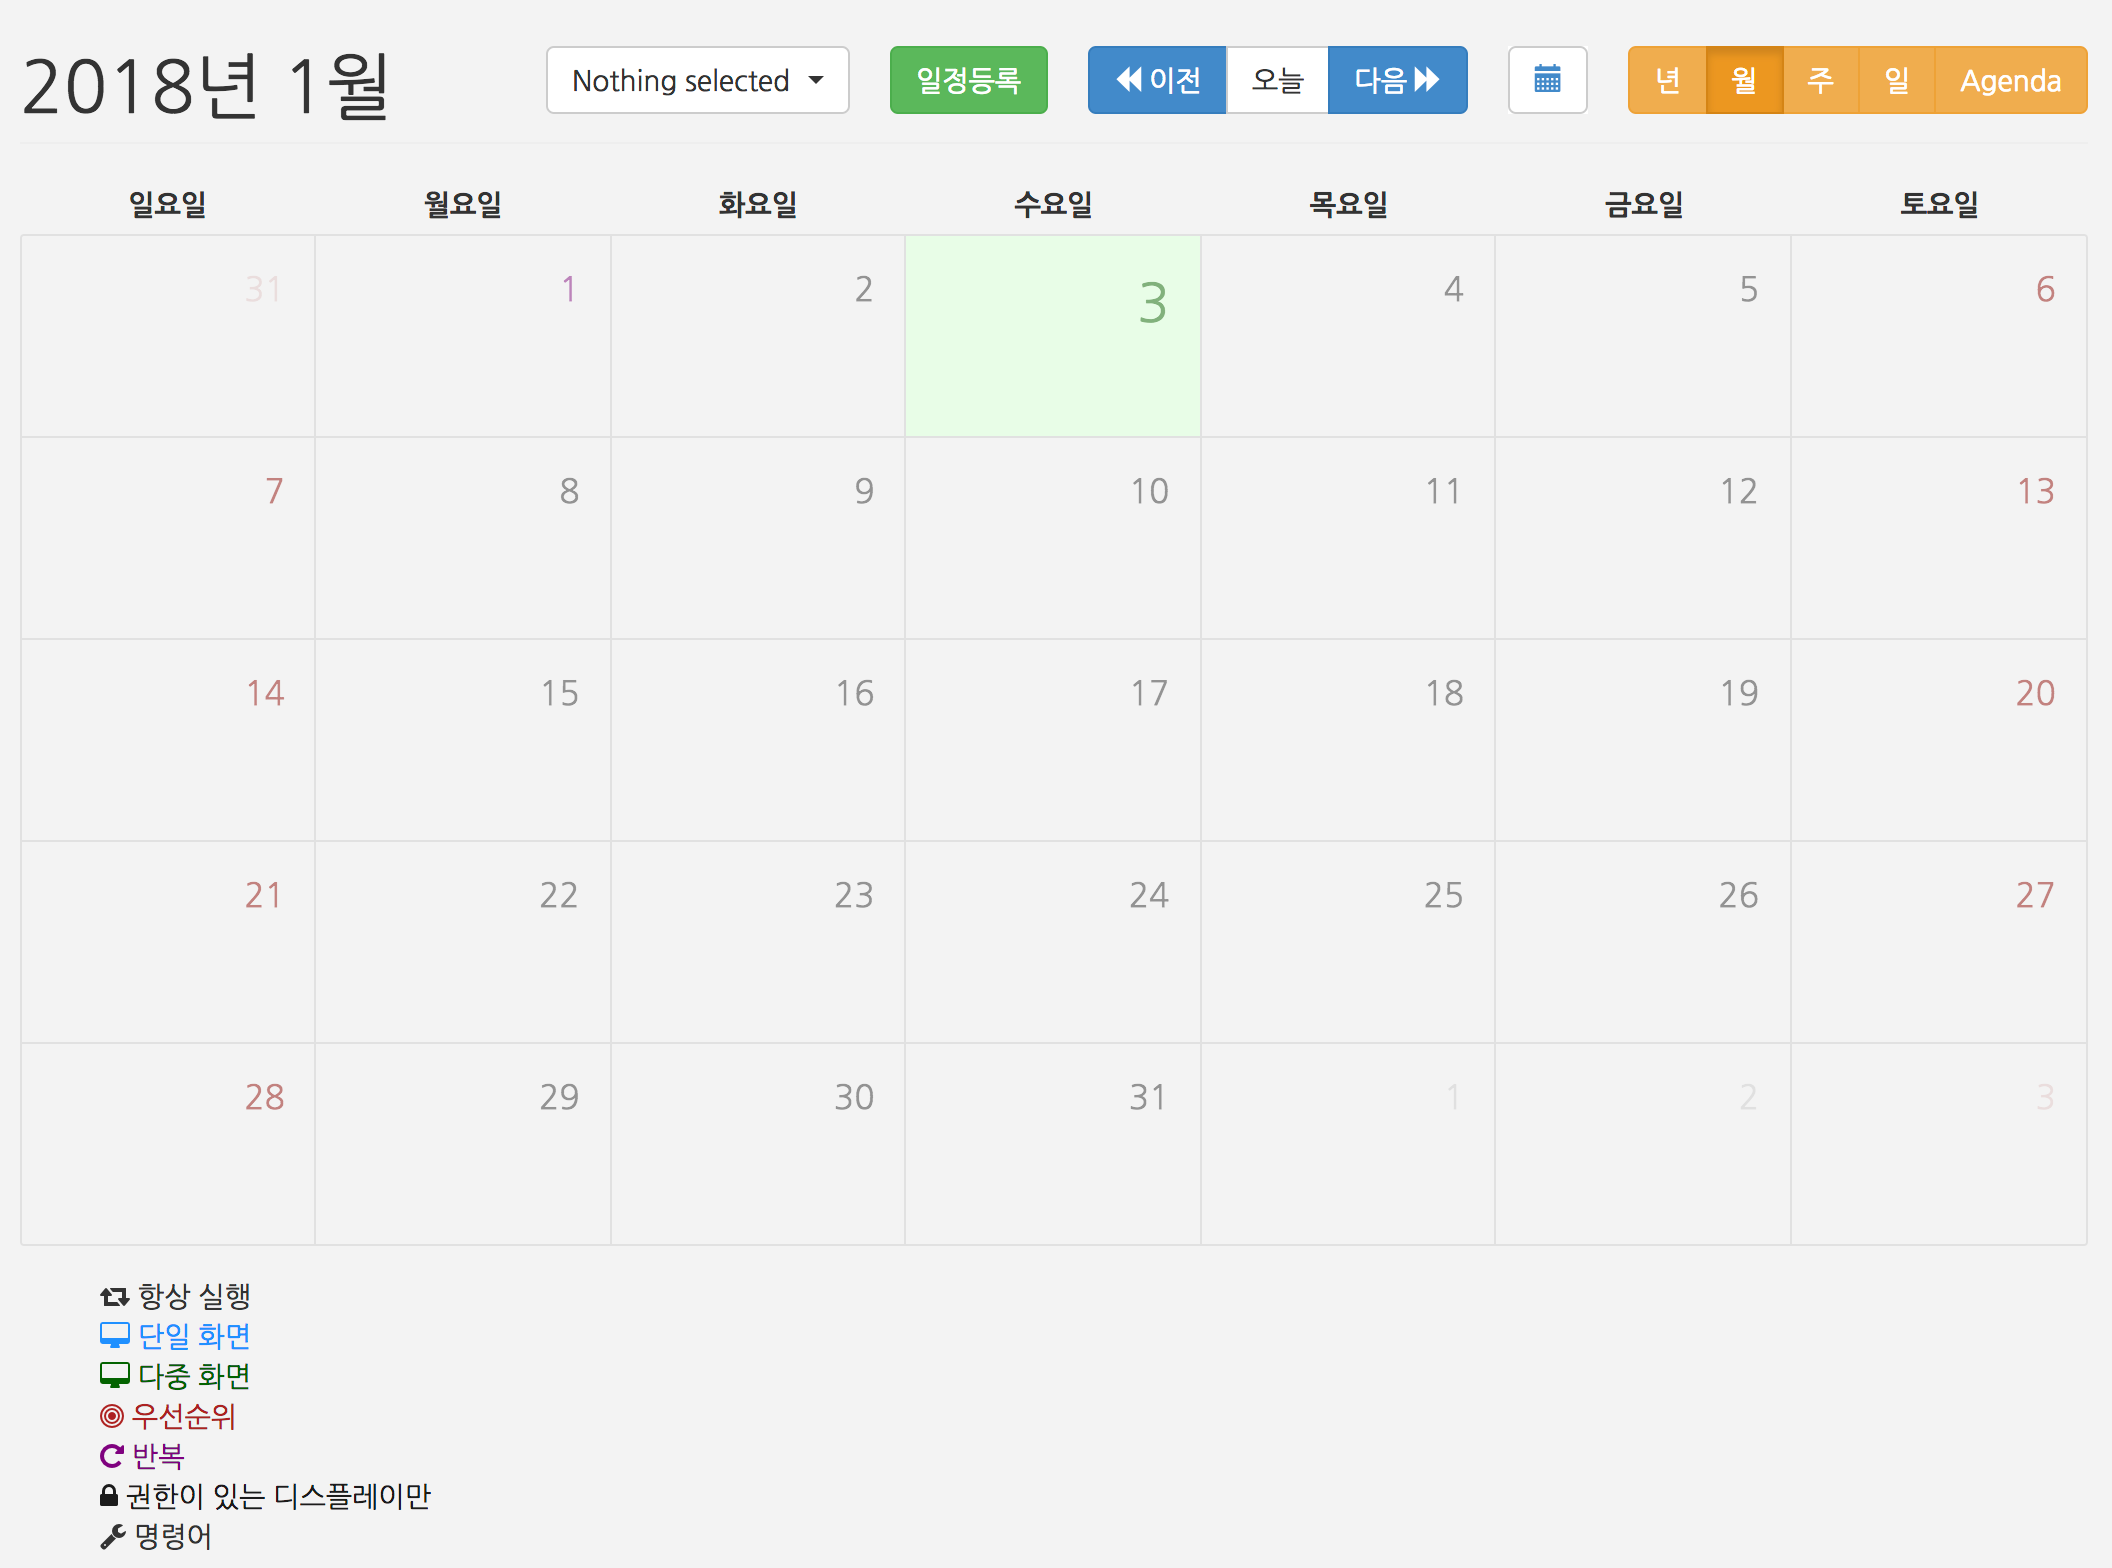 2018년 1월 Nothing selected 일정등록 이전 오늘 다음 년 월 주 일 Agenda
일요일 월요일 화요일 수요일 목요일 금요일 토요일
31 1 2 3 4 5 6
7 8 9 10 11 12 13
14 15 16 17 18 19 20
21 22 23 24 25 26 27
28 29 30 31 1 2 3
항상 실행
단일 화면
다중 화면
우선순위
반복
권한이 있는 디스플레이만
명령어